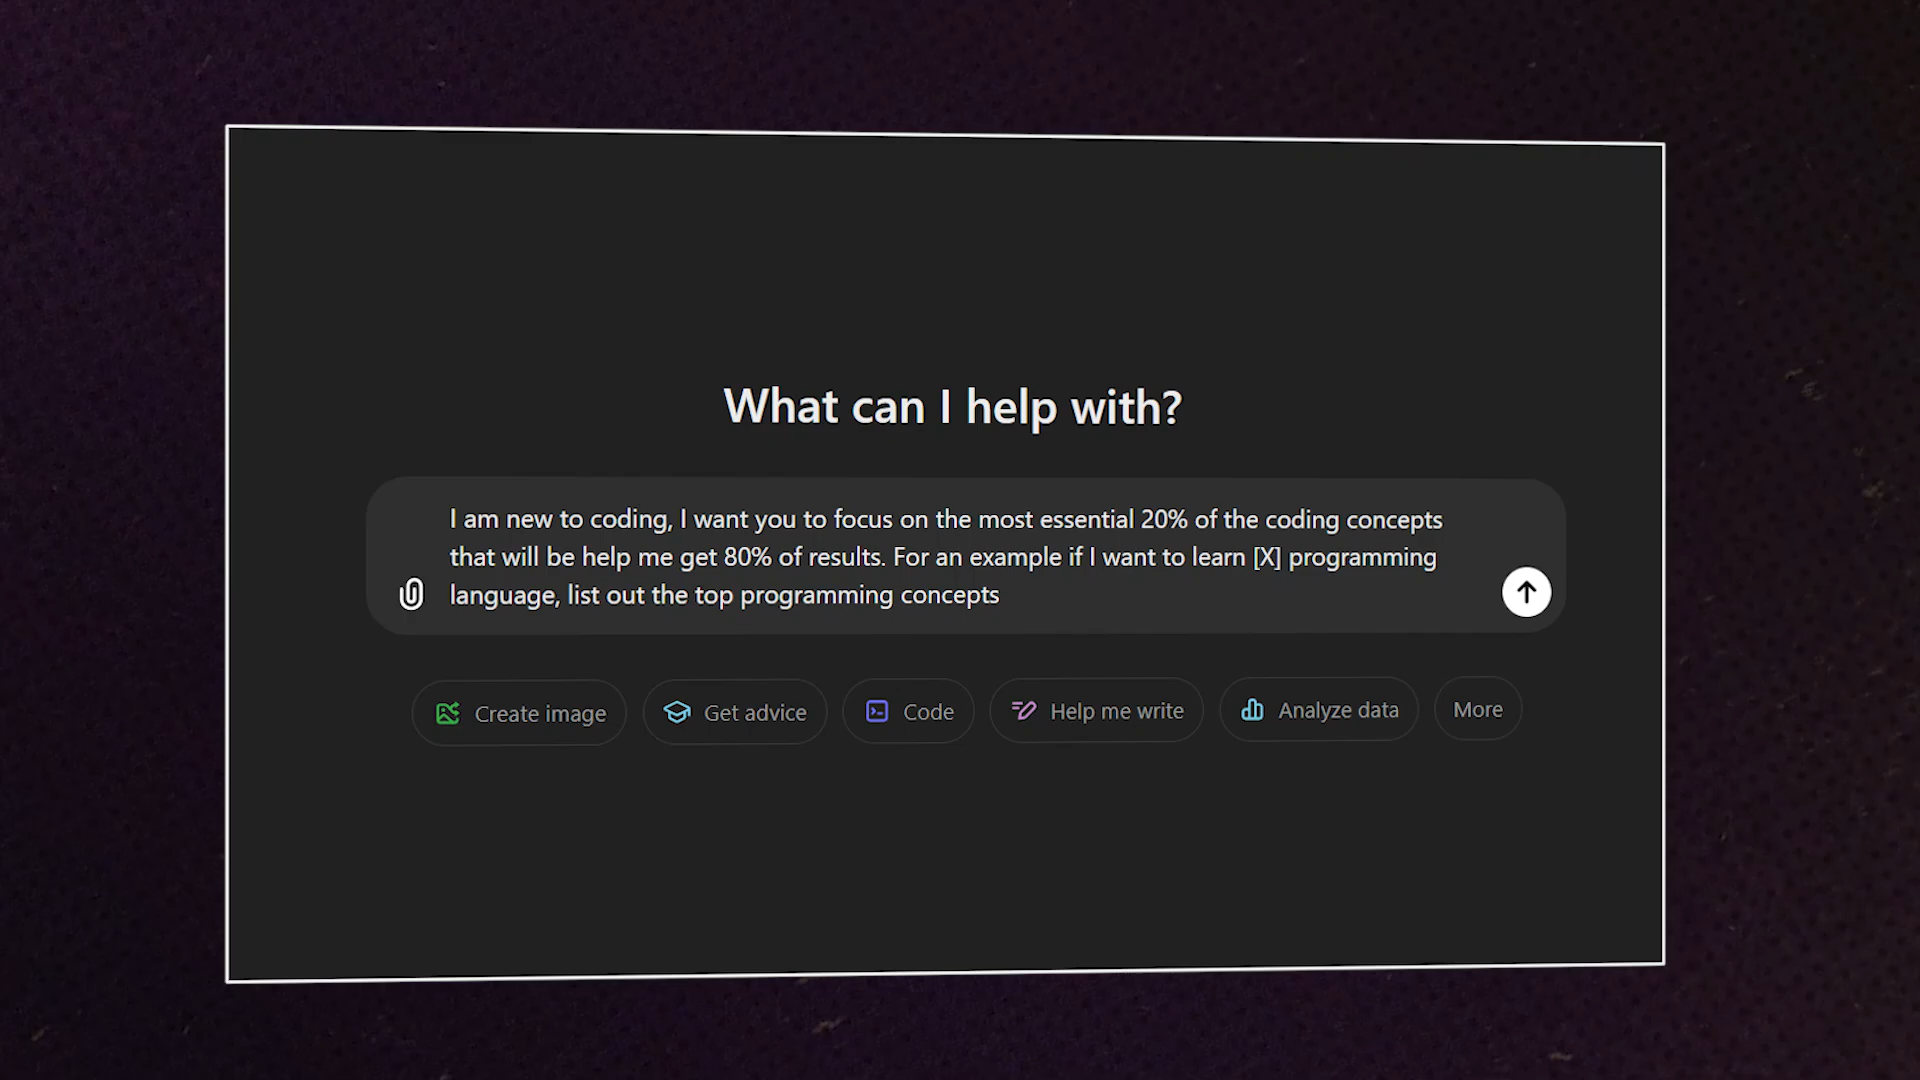 What can I help with?
I am new to coding, I want you to focus on the most essential 20% of the coding concepts
that will be help me get 80% of results. For an example if I want to learn [X] programming
language, list out the top programming concepts
Create image
Get advice
Code
Help me write
Analyze data
More